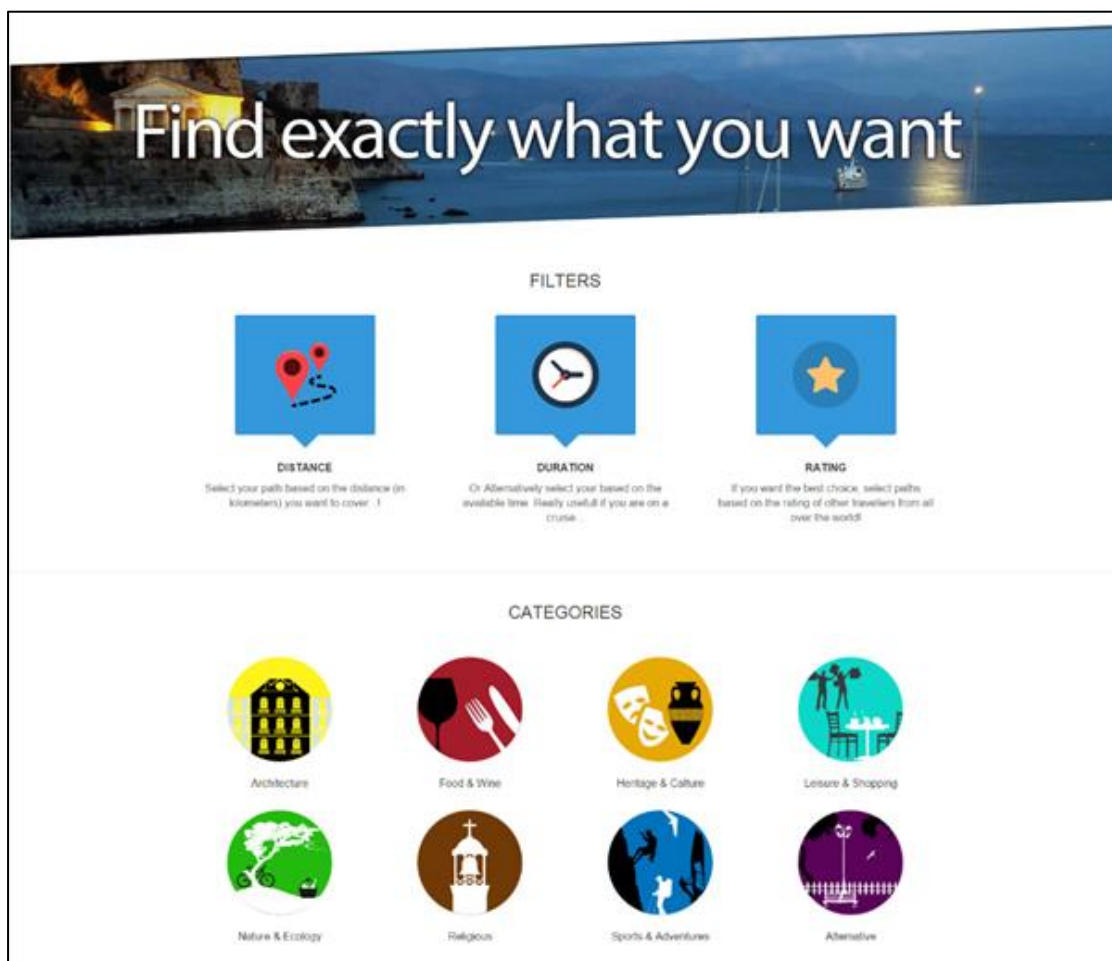 Find exactly what you want
FILTERS
DISTANCE
Select your path based on the distance (in
kilometers) you want to cover ..!
DURATION
Or Alternatively select your based on the
available time. Really usefull if you are on a
cruise...
RATING
If you want the best choice, select paths
based on the rating of other travellers from all
over the world!
CATEGORIES
Architecture
Food & Wine
Heritage & Calture
Leisure & Shopping
Nature & Ecology
Religious
Sports & Adventures
Alternative